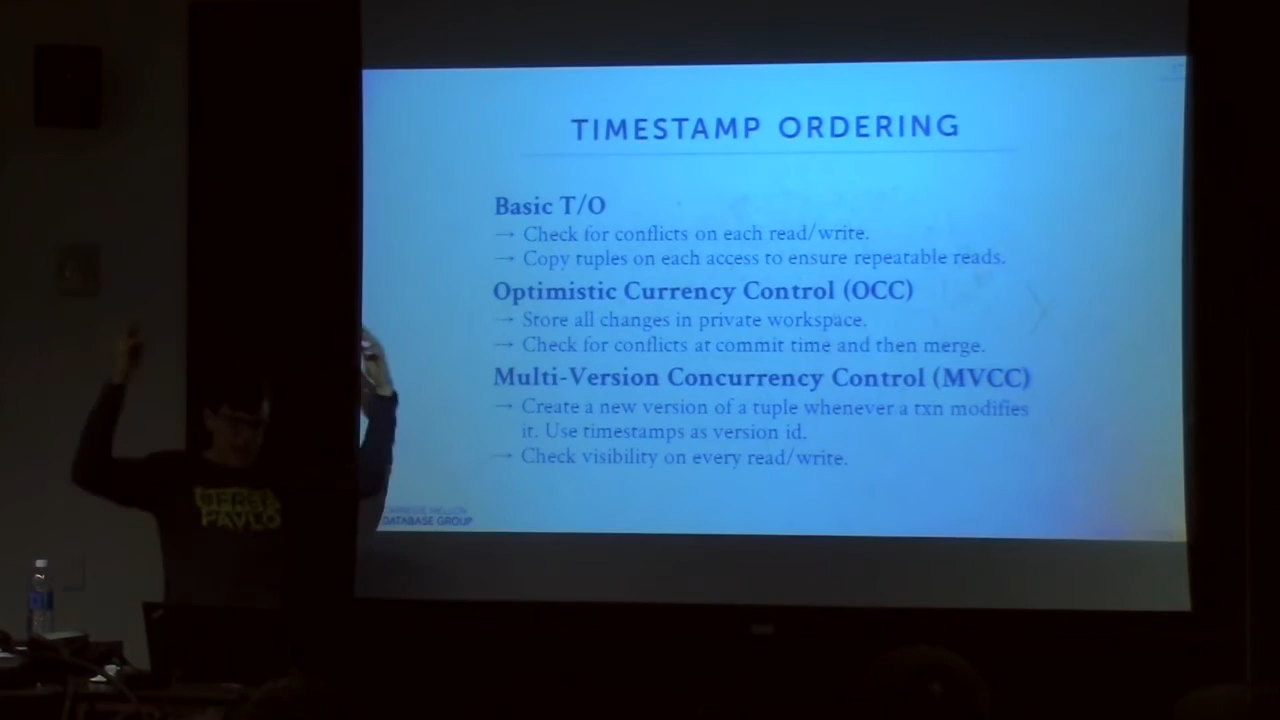 TIMESTAMP ORDERING
Basic T/O
→ Check for conflicts on each read/write.
→ Copy tuples on each access to ensure repeatable reads.
Optimistic Currency Control (OCC)
→ Store all changes in private workspace.
→ Check for conflicts at commit time and then merge.
Multi-Version Concurrency Control (MVCC)
→ Create a new version of a tuple whenever a txn modifies
it. Use timestamps as version id.
→ Check visibility on every read/write.
CARNEGIE MELLON
DATABASE GROUP
#FREE
PAVLO